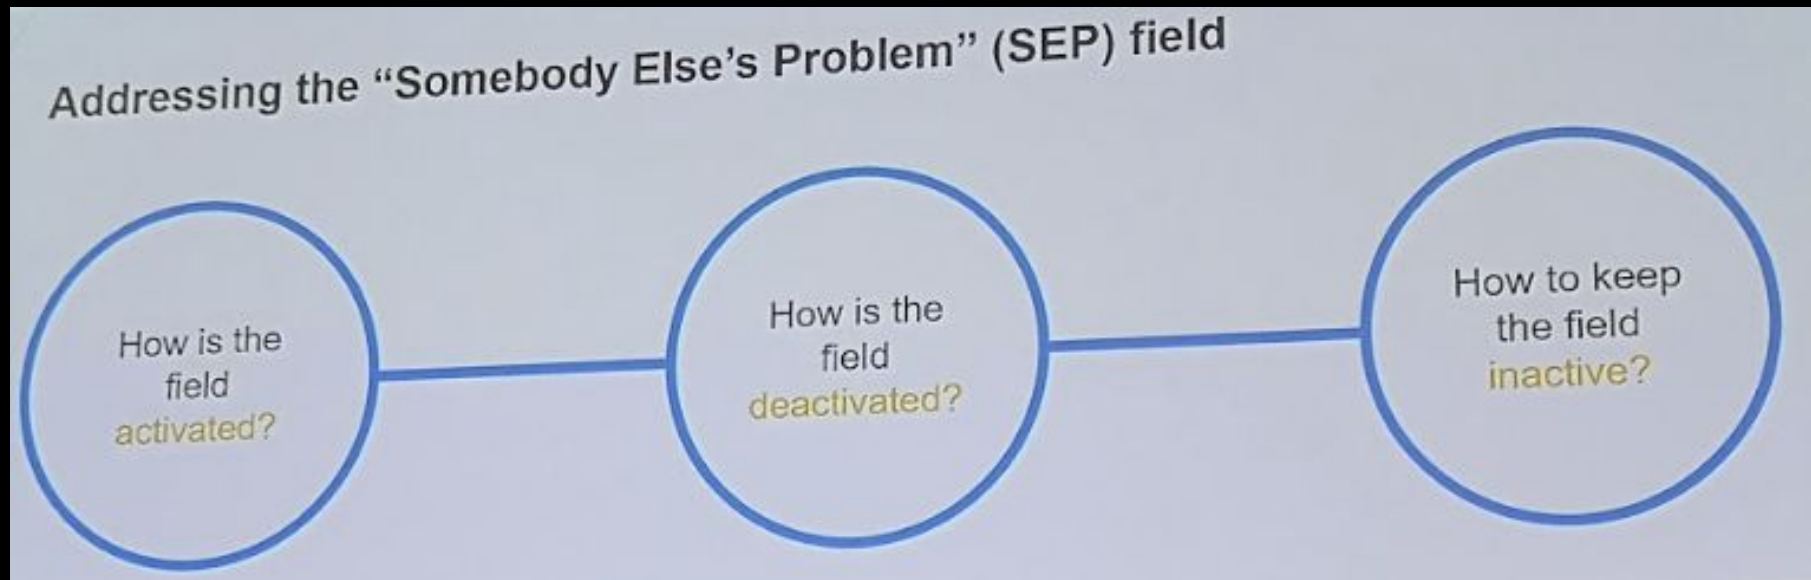 Addressing the “Somebody Else’s Problem” (SEP) field
How is the
field
activated?
How is the
field
deactivated?
How to keep
the field
inactive?